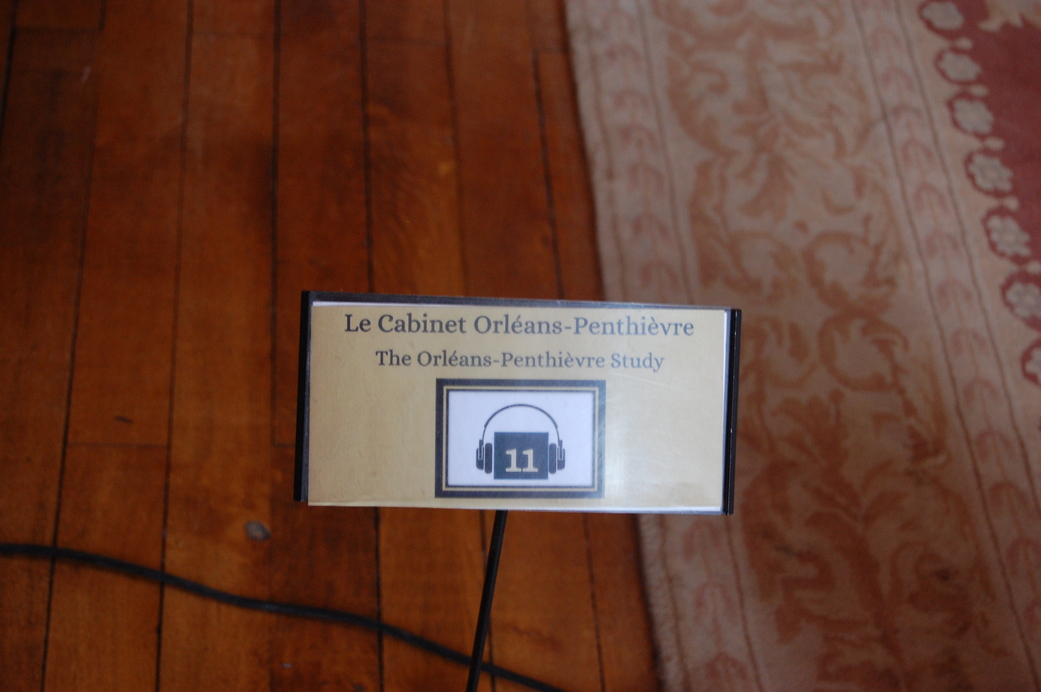 Le Cabinet Orléans-Penthièvre
The Orléans-Penthièvre Study
11